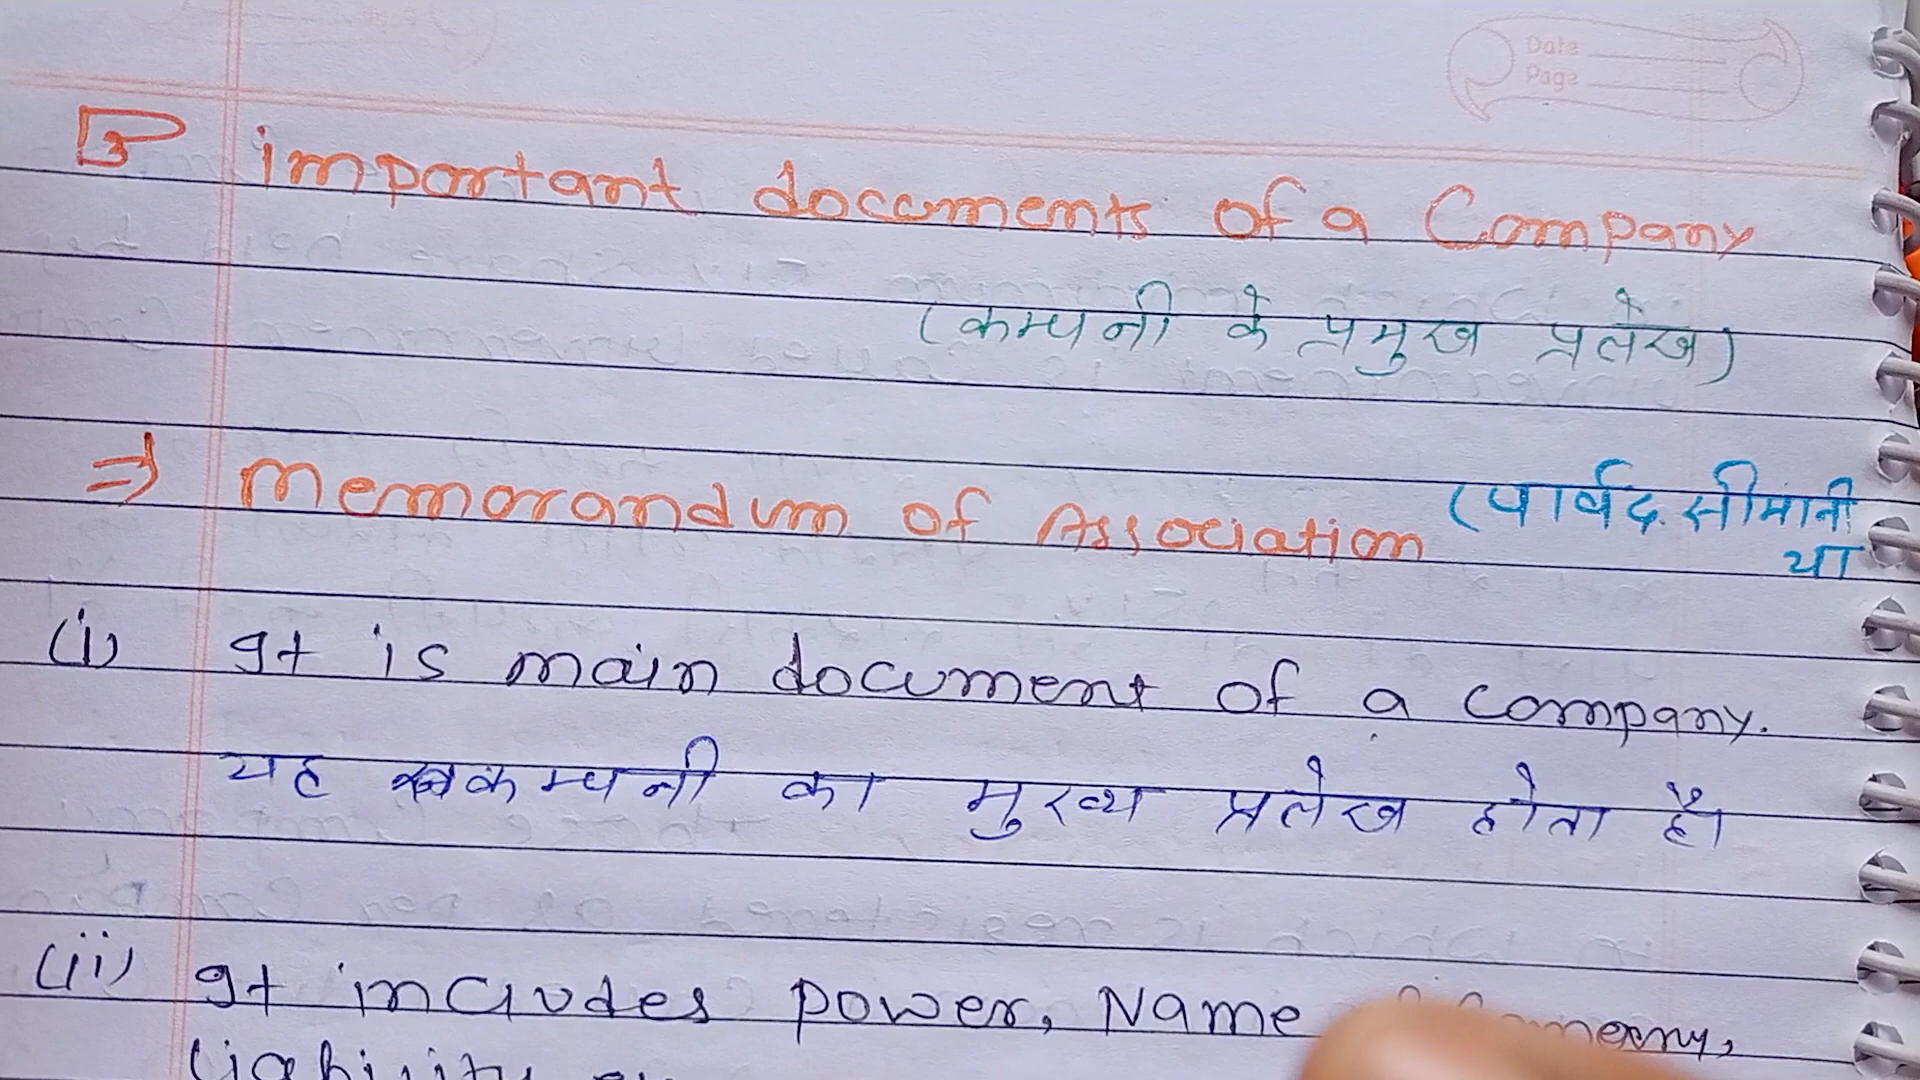 Date
Page
important documents of a Company
(कम्पनी के प्रमुख प्रलेख)
⇒ Memorandum of Association (पार्षद सीमानी
या
(i) It is main document of a company.
यह कम्पनी का मुख्य प्रलेख होता है।
(ii) It includes power, Name